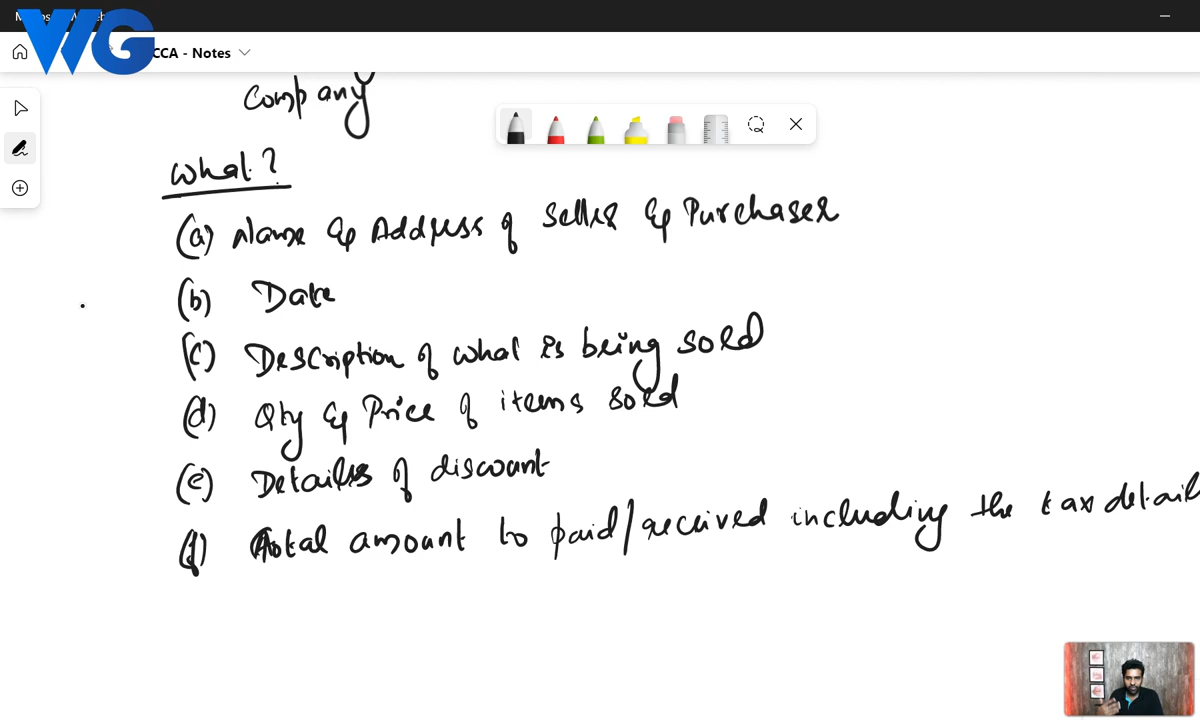 WG
CCA - Notes
Company
What?
(a) Name & Address of Seller & Purchaser
(b) Date
(c) Description of what is being sold
(d) Qty & Price of items sold
(e) Details of discount
(f) Total amount to paid/received including the tax detail